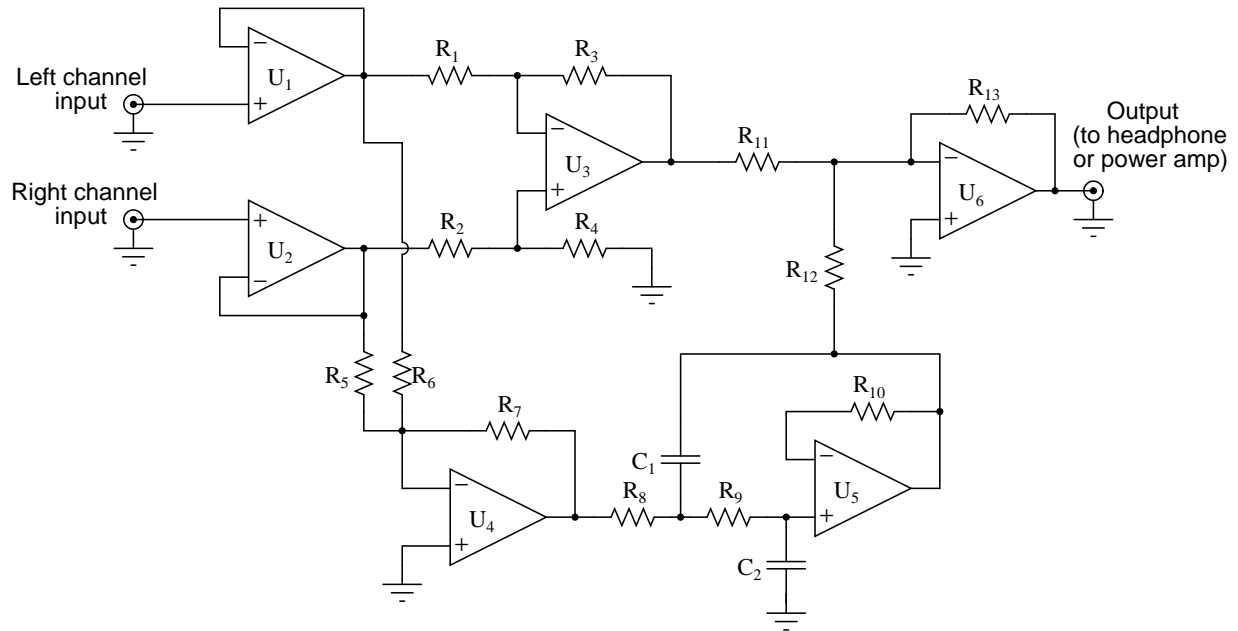 Left channel
input
Right channel
input
−
+
U1
+
−
U2
R1
R3
−
+
U3
R2
R4
R11
R13
−
+
U6
Output
(to headphone
or power amp)
R12
R5
R6
R7
−
+
U4
R8
C1
R9
R10
−
+
U5
C2